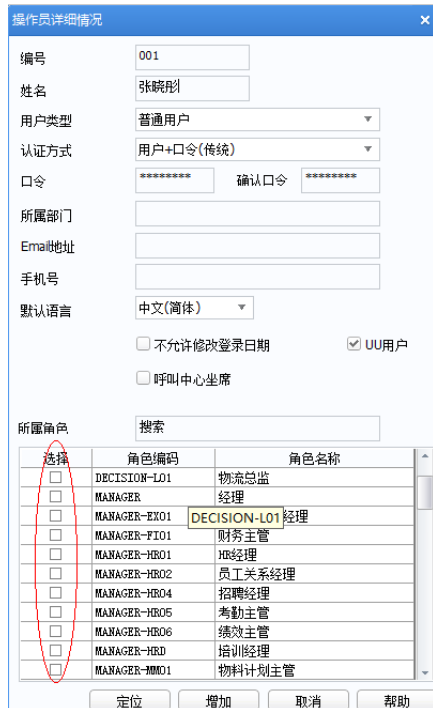 操作员详细情况 ×
编号 001
姓名 张晓彤
用户类型 普通用户
认证方式 用户+口令(传统)
口令 ******** 确认口令 ********
所属部门
Email地址
手机号
默认语言 中文(简体)
不允许修改登录日期 UU用户
呼叫中心坐席
所属角色 搜索
选择 角色编码 角色名称
DECISION-L01 物流总监
MANAGER 经理
MANAGER-EX01 DECISION-L01 经理
MANAGER-FI01 财务主管
MANAGER-HR01 HR经理
MANAGER-HR02 员工关系经理
MANAGER-HR04 招聘经理
MANAGER-HR05 考勤主管
MANAGER-HR06 绩效主管
MANAGER-HRD 培训经理
MANAGER-MM01 物料计划主管
定位 增加 取消 帮助